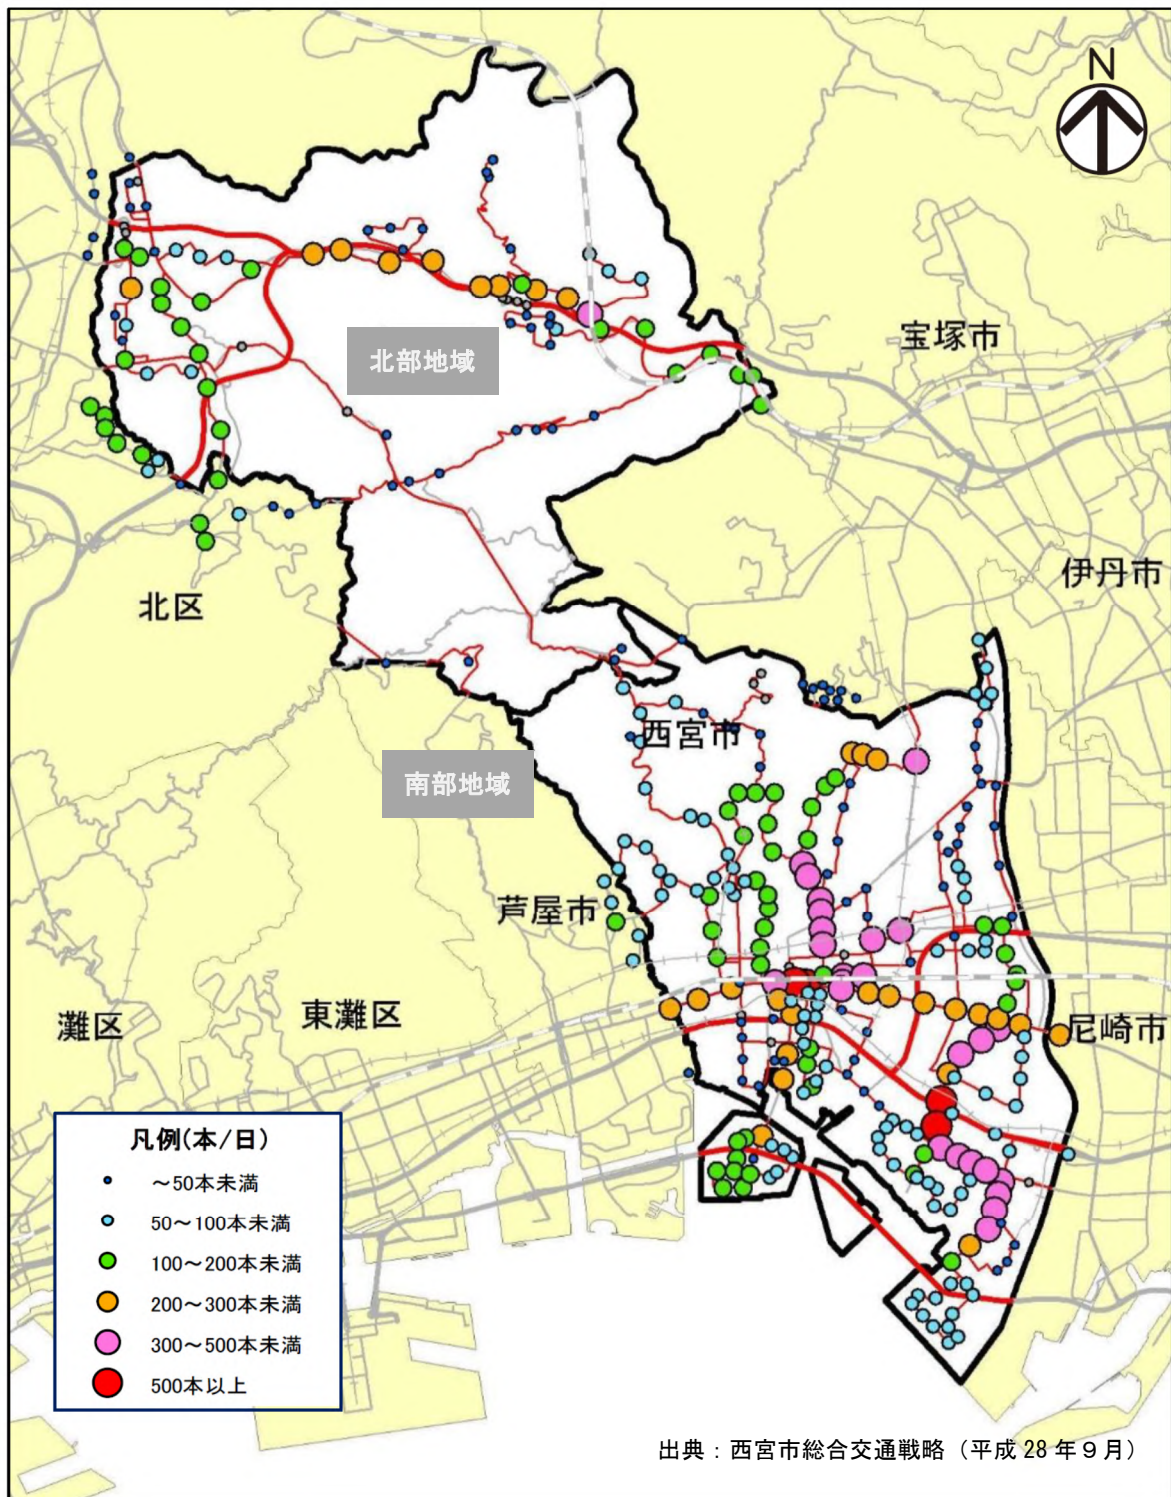 N
宝塚市
北部地域
伊丹市
北区
西宮市
南部地域
芦屋市
東灘区
灘区
尼崎市
凡例(本/日)
～50本未満
50～100本未満
100～200本未満
200～300本未満
300～500本未満
500本以上
出典：西宮市総合交通戦略（平成 28 年９月）